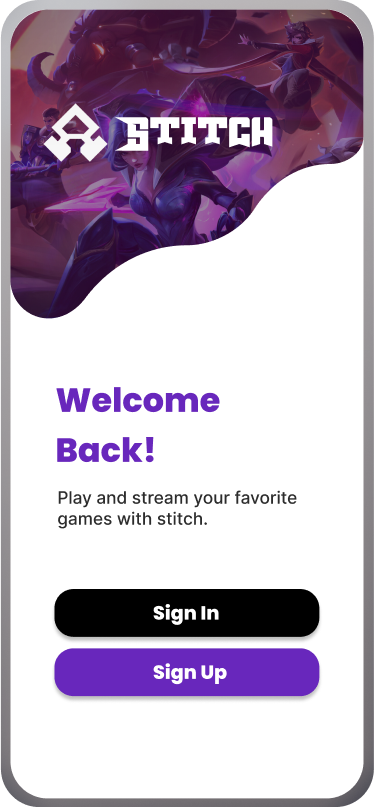 STITCH
Welcome
Back!
Play and stream your favorite
games with stitch.
Sign In
Sign Up